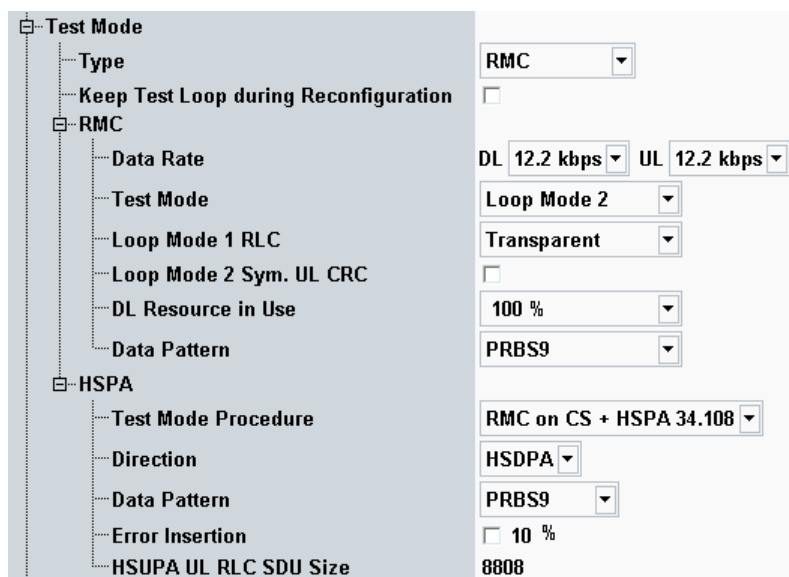 Test Mode
Type RMC
Keep Test Loop during Reconfiguration
RMC
Data Rate DL 12.2 kbps UL 12.2 kbps
Test Mode Loop Mode 2
Loop Mode 1 RLC Transparent
Loop Mode 2 Sym. UL CRC
DL Resource in Use 100 %
Data Pattern PRBS9
HSPA
Test Mode Procedure RMC on CS + HSPA 34.108
Direction HSDPA
Data Pattern PRBS9
Error Insertion 10 %
HSUPA UL RLC SDU Size 8808